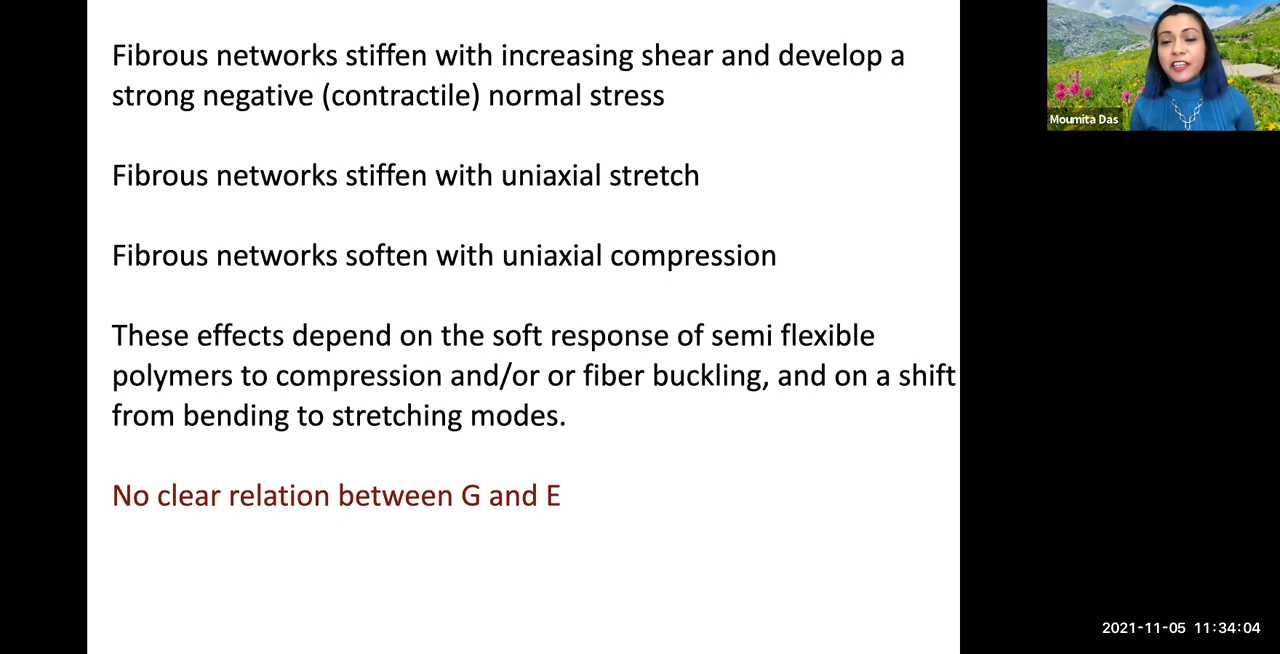 Fibrous networks stiffen with increasing shear and develop a
strong negative (contractile) normal stress
Fibrous networks stiffen with uniaxial stretch
Fibrous networks soften with uniaxial compression
These effects depend on the soft response of semi flexible
polymers to compression and/or or fiber buckling, and on a shift
from bending to stretching modes.
No clear relation between G and E
Moumita Das
2021-11-05 11:34:04